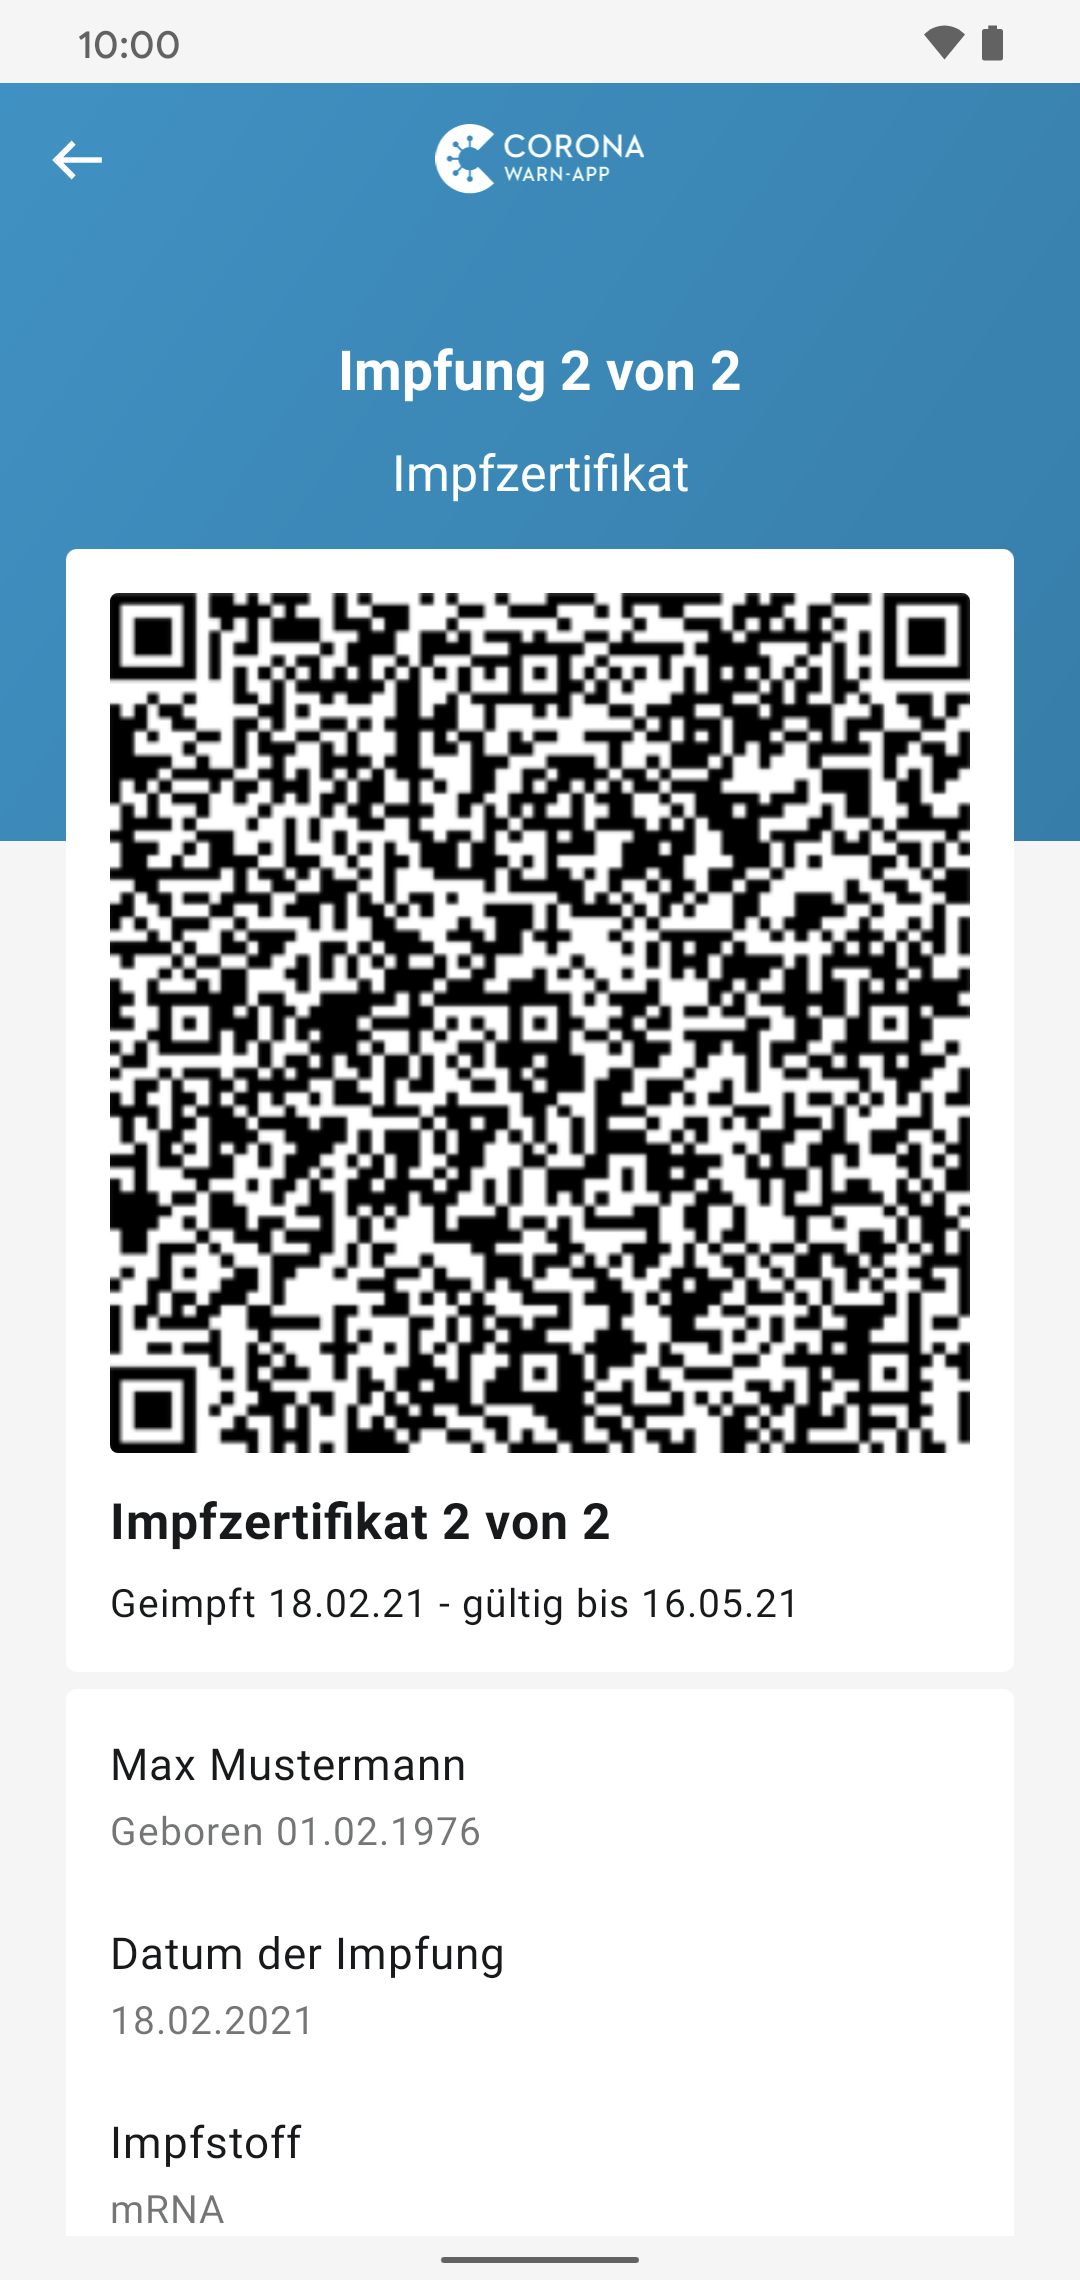 10:00
CORONA
WARN-APP
Impfung 2 von 2
Impfzertifikat
Impfzertifikat 2 von 2
Geimpft 18.02.21 - gültig bis 16.05.21
Max Mustermann
Geboren 01.02.1976
Datum der Impfung
18.02.2021
Impfstoff
mRNA